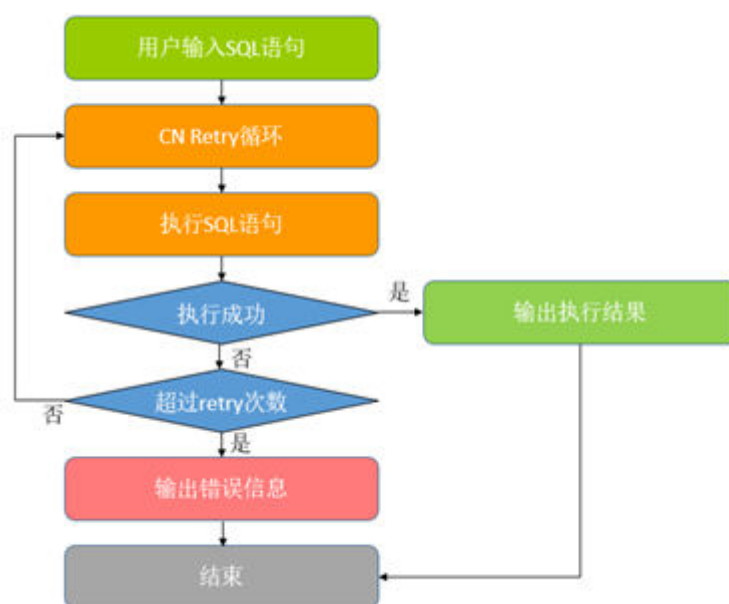 用户输入SQL语句
CN Retry循环
执行SQL语句
执行成功
是
输出执行结果
否
超过retry次数
否
是
输出错误信息
结束